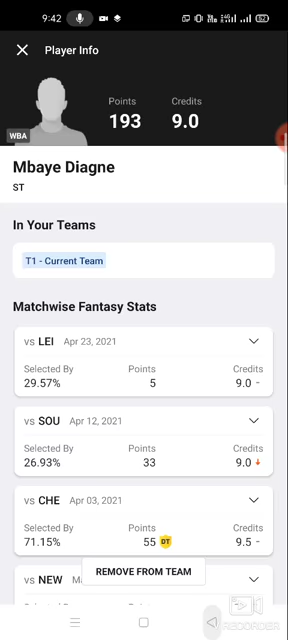 9:42
Player Info
Points
Credits
193
9.0
WBA
Mbaye Diagne
ST
In Your Teams
T1 - Current Team
Matchwise Fantasy Stats
vs LEI Apr 23, 2021
Selected By Points Credits
29.57% 5 9.0 -
vs SOU Apr 12, 2021
Selected By Points Credits
26.93% 33 9.0
vs CHE Apr 03, 2021
Selected By Points Credits
71.15% 55 DT 9.5 -
vs NEW
REMOVE FROM TEAM
RECORDER